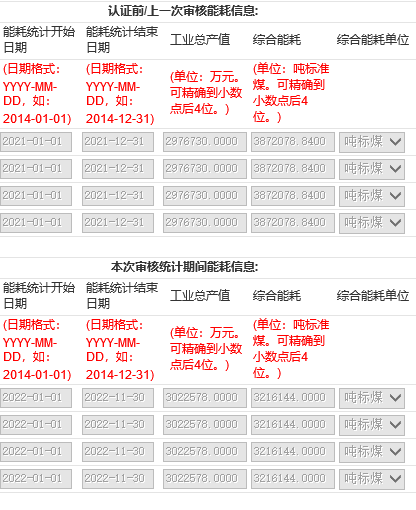 认证前/上一次审核能耗信息:
能耗统计开始日期 能耗统计结束日期 工业总产值 综合能耗 综合能耗单位
(日期格式：YYYY-MM-DD，如：2014-01-01) (日期格式：YYYY-MM-DD，如：2014-12-31) (单位：万元。可精确到小数点后4位。) (单位：吨标准煤。可精确到小数点后4位。)
2021-01-01 2021-12-31 2976730.0000 3872078.8400 吨标煤
2021-01-01 2021-12-31 2976730.0000 3872078.8400 吨标煤
2021-01-01 2021-12-31 2976730.0000 3872078.8400 吨标煤
2021-01-01 2021-12-31 2976730.0000 3872078.8400 吨标煤
本次审核统计期间能耗信息:
能耗统计开始日期 能耗统计结束日期 工业总产值 综合能耗 综合能耗单位
(日期格式：YYYY-MM-DD，如：2014-01-01) (日期格式：YYYY-MM-DD，如：2014-12-31) (单位：万元。可精确到小数点后4位。) (单位：吨标准煤。可精确到小数点后4位。)
2022-01-01 2022-11-30 3022578.0000 3216144.0000 吨标煤
2022-01-01 2022-11-30 3022578.0000 3216144.0000 吨标煤
2022-01-01 2022-11-30 3022578.0000 3216144.0000 吨标煤
2022-01-01 2022-11-30 3022578.0000 3216144.0000 吨标煤